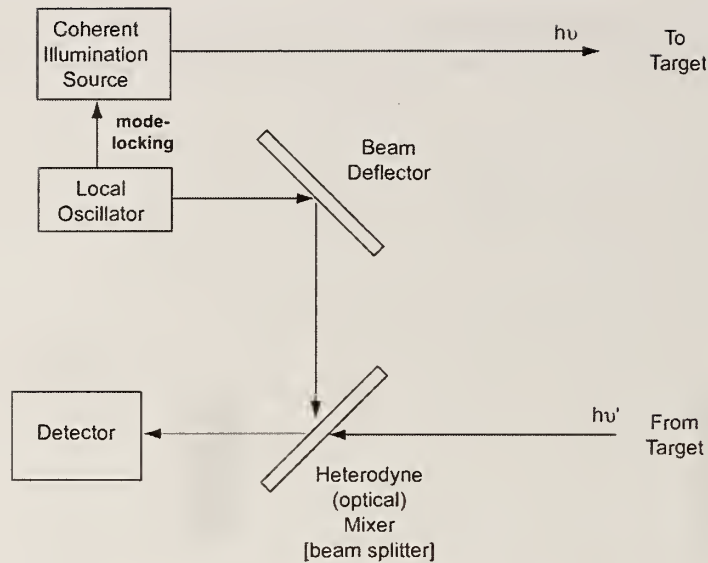 Coherent
Illumination
Source
hυ
To
Target
mode-
locking
Beam
Deflector
Local
Oscillator
Detector
hυ'
From
Target
Heterodyne
(optical)
Mixer
[beam splitter]